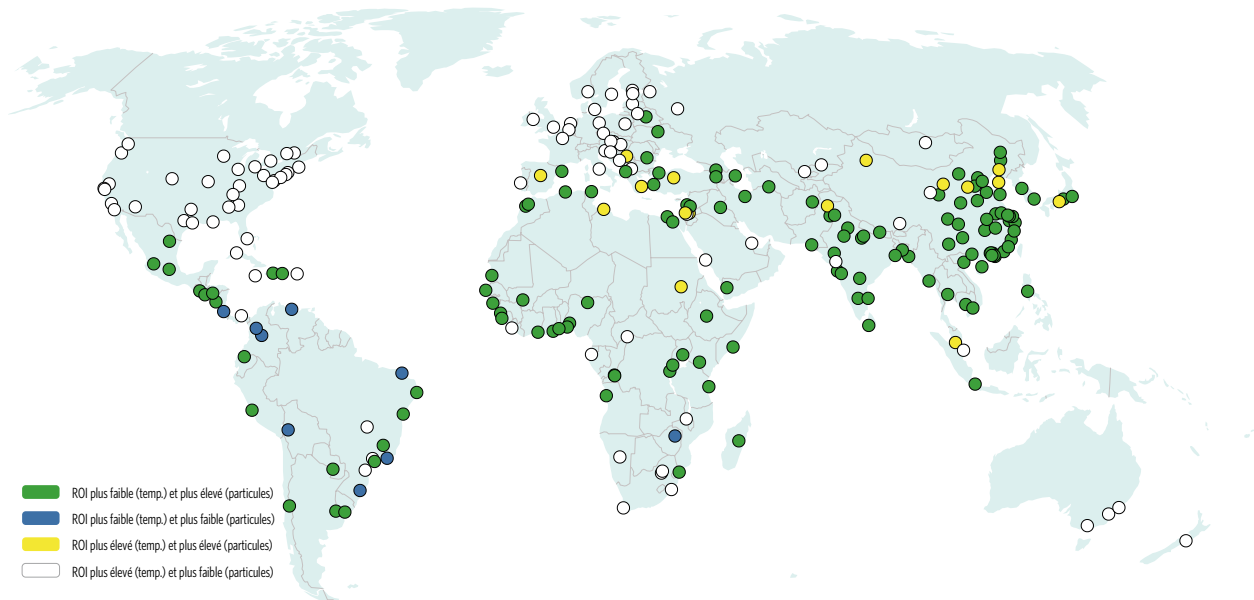 ROI plus faible (temp.) et plus élevé (particules)
ROI plus faible (temp.) et plus faible (particules)
ROI plus élevé (temp.) et plus élevé (particules)
ROI plus élevé (temp.) et plus faible (particules)